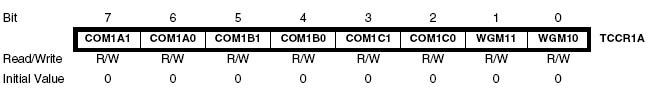 Bit 7 6 5 4 3 2 1 0
COM1A1 COM1A0 COM1B1 COM1B0 COM1C1 COM1C0 WGM11 WGM10 TCCR1A
Read/Write R/W R/W R/W R/W R/W R/W R/W R/W
Initial Value 0 0 0 0 0 0 0 0